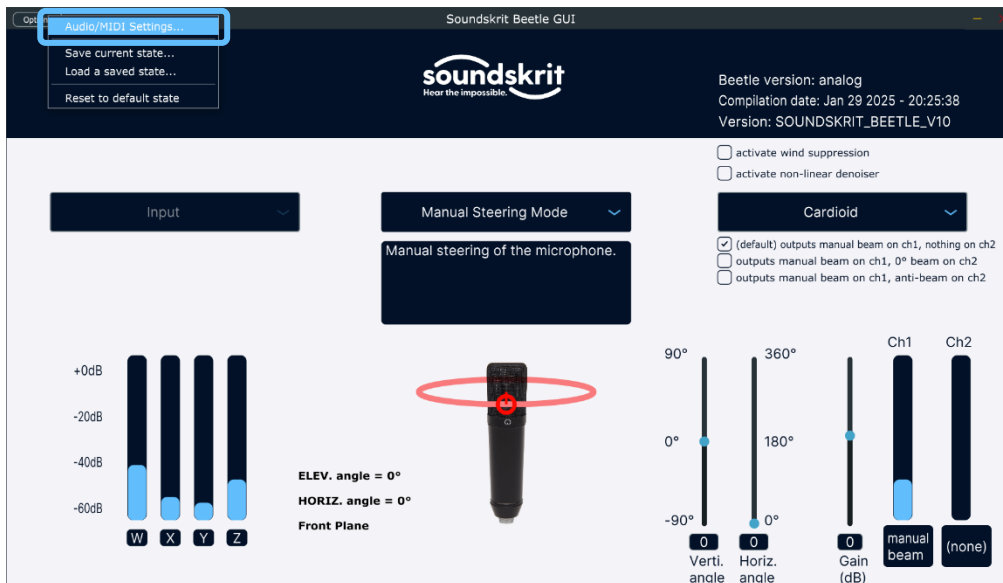 Soundskrit Beetle GUI
Audio/MIDI Settings...
Save current state...
Load a saved state...
Reset to default state
soundskrit
Hear the impossible.
Beetle version: analog
Compilation date: Jan 29 2025 - 20:25:38
Version: SOUNDSKRIT_BEETLE_V10
activate wind suppression
activate non-linear denoiser
Input
Manual Steering Mode
Cardioid
Manual steering of the microphone.
(default) outputs manual beam on ch1, nothing on ch2
outputs manual beam on ch1, 0° beam on ch2
outputs manual beam on ch1, anti-beam on ch2
+0dB
-20dB
-40dB
-60dB
W X Y Z
ELEV. angle = 0°
HORIZ. angle = 0°
Front Plane
90°
0°
-90°
360°
180°
0°
Ch1 Ch2
0 0 0
Verti. angle
Horiz. angle
Gain (dB)
manual beam
(none)